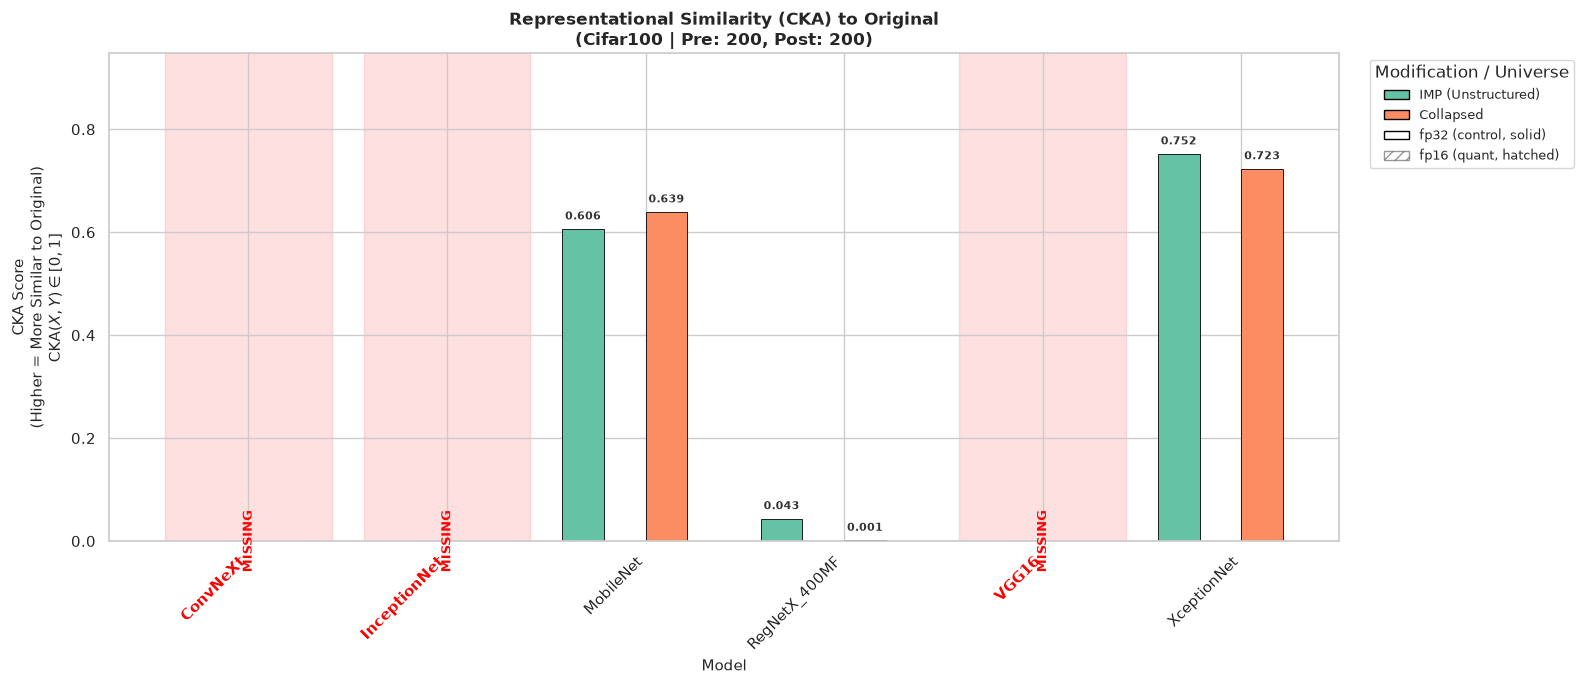 Representational Similarity (CKA) to Original
(Cifar100 | Pre: 200, Post: 200)
CKA Score
(Higher = More Similar to Original)
CKA(X, Y) ∈ [0, 1]
0.8
0.6
0.4
0.2
0.0
MISSING
MISSING
0.606
0.639
0.043
0.001
MISSING
0.752
0.723
ConvNeXt
InceptionNet
MobileNet
RegNetX_400MF
VGG16
XceptionNet
Model
Modification / Universe
IMP (Unstructured)
Collapsed
fp32 (control, solid)
fp16 (quant, hatched)